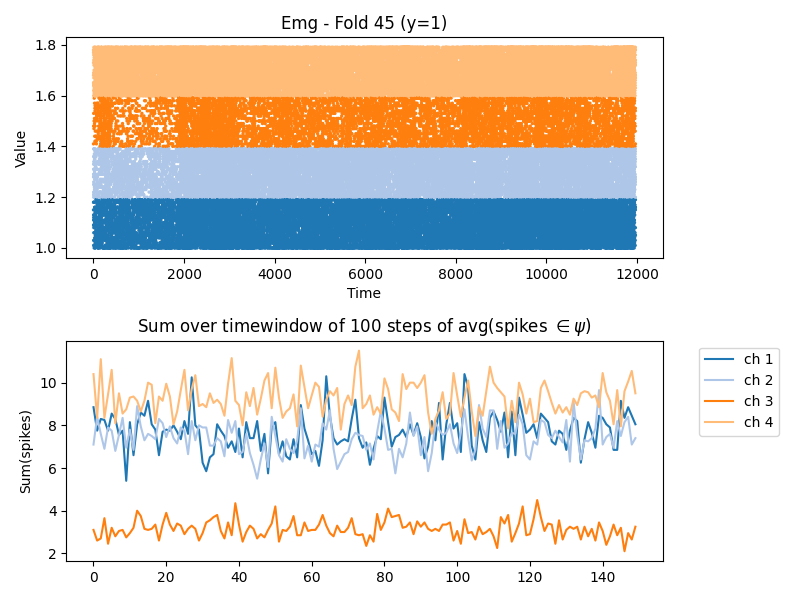 Emg - Fold 45 (y=1)
Value
1.8
1.6
1.4
1.2
1.0
0 2000 4000 6000 8000 10000 12000
Time
Sum over timewindow of 100 steps of avg(spikes ∈ψ)
Sum(spikes)
10
8
6
4
2
0 20 40 60 80 100 120 140
ch 1
ch 2
ch 3
ch 4